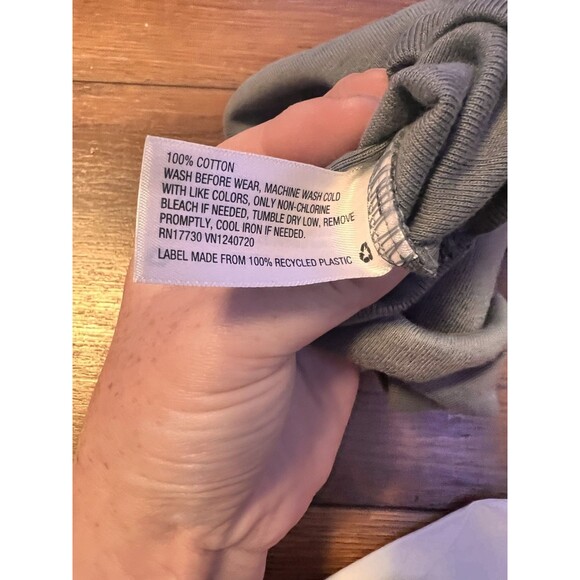 100% COTTON
WASH BEFORE WEAR, MACHINE WASH COLD
WITH LIKE COLORS, ONLY NON-CHLORINE
BLEACH IF NEEDED, TUMBLE DRY LOW, REMOVE
PROMPTLY, COOL IRON IF NEEDED.
RN17730 VN1240720
LABEL MADE FROM 100% RECYCLED PLASTIC